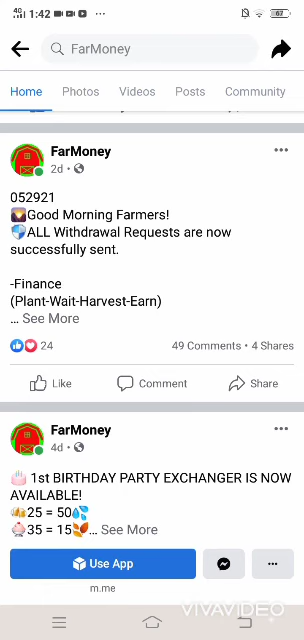 4G 1:42 ...
67
FarMoney
Home Photos Videos Posts Community
FarMoney
2d
052921
🌄Good Morning Farmers!
🛡️ALL Withdrawal Requests are now
successfully sent.
-Finance
(Plant-Wait-Harvest-Earn)
... See More
24
49 Comments • 4 Shares
Like Comment Share
FarMoney
4d
🎂 1st BIRTHDAY PARTY EXCHANGER IS NOW
AVAILABLE!
🍻25 = 50💦
🧁35 = 15🍂... See More
Use App
m.me
VIVAVIDEO